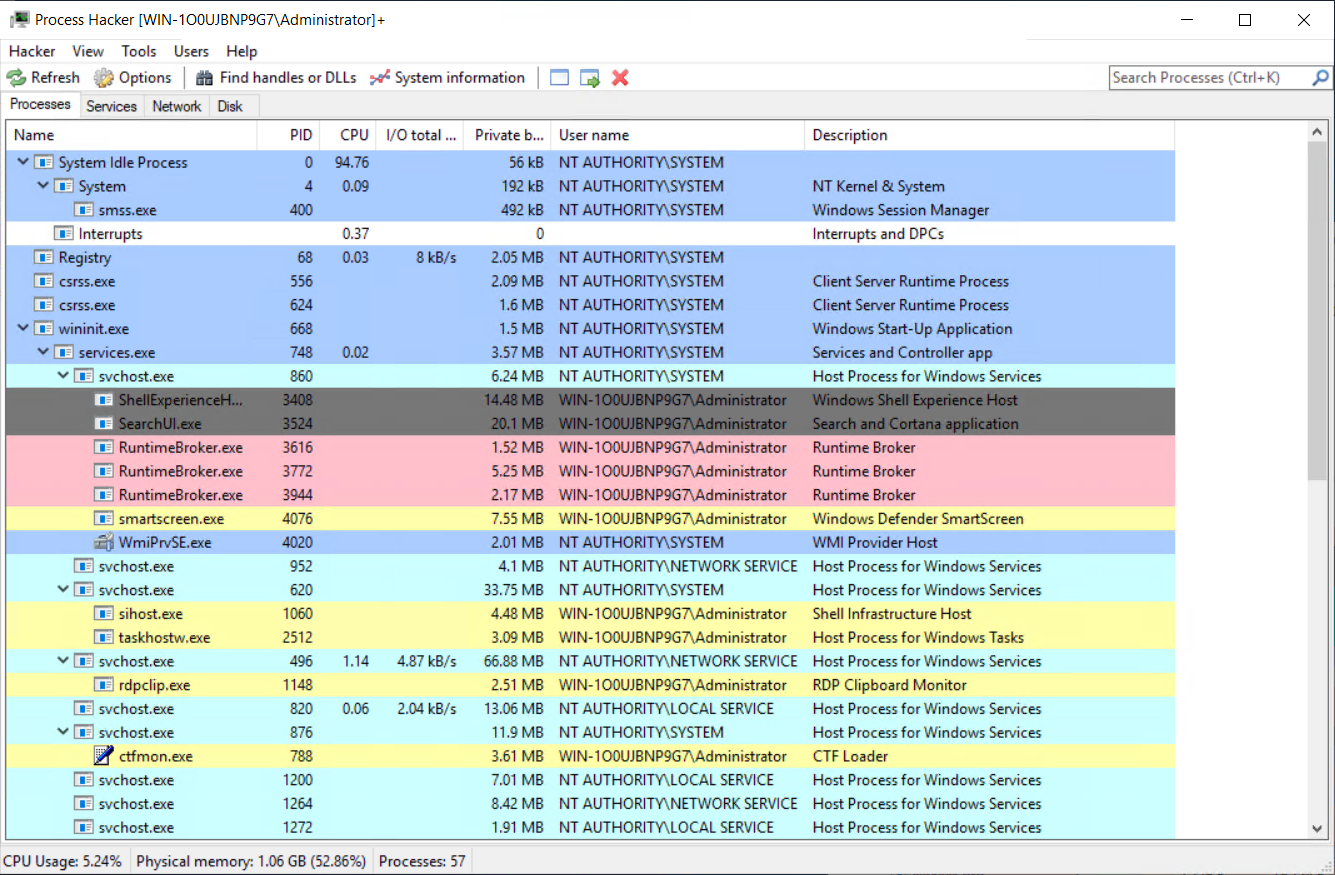 Process Hacker [WIN-1O0UJBNP9G7\Administrator]+
Hacker View Tools Users Help
Refresh Options Find handles or DLLs System information Search Processes (Ctrl+K)
Processes Services Network Disk
Name PID CPU I/O total ... Private b... User name Description
System Idle Process 0 94.76 56 kB NT AUTHORITY\SYSTEM
System 4 0.09 192 kB NT AUTHORITY\SYSTEM NT Kernel & System
smss.exe 400 492 kB NT AUTHORITY\SYSTEM Windows Session Manager
Interrupts 0.37 0 Interrupts and DPCs
Registry 68 0.03 8 kB/s 2.05 MB NT AUTHORITY\SYSTEM
csrss.exe 556 2.09 MB NT AUTHORITY\SYSTEM Client Server Runtime Process
csrss.exe 624 1.6 MB NT AUTHORITY\SYSTEM Client Server Runtime Process
wininit.exe 668 1.5 MB NT AUTHORITY\SYSTEM Windows Start-Up Application
services.exe 748 0.02 3.57 MB NT AUTHORITY\SYSTEM Services and Controller app
svchost.exe 860 6.24 MB NT AUTHORITY\SYSTEM Host Process for Windows Services
ShellExperienceH... 3408 14.48 MB WIN-1O0UJBNP9G7\Administrator Windows Shell Experience Host
SearchUI.exe 3524 20.1 MB WIN-1O0UJBNP9G7\Administrator Search and Cortana application
RuntimeBroker.exe 3616 1.52 MB WIN-1O0UJBNP9G7\Administrator Runtime Broker
RuntimeBroker.exe 3772 5.25 MB WIN-1O0UJBNP9G7\Administrator Runtime Broker
RuntimeBroker.exe 3944 2.17 MB WIN-1O0UJBNP9G7\Administrator Runtime Broker
smartscreen.exe 4076 7.55 MB WIN-1O0UJBNP9G7\Administrator Windows Defender SmartScreen
WmiPrvSE.exe 4020 2.01 MB NT AUTHORITY\SYSTEM WMI Provider Host
svchost.exe 952 4.1 MB NT AUTHORITY\NETWORK SERVICE Host Process for Windows Services
svchost.exe 620 33.75 MB NT AUTHORITY\SYSTEM Host Process for Windows Services
sihost.exe 1060 4.48 MB WIN-1O0UJBNP9G7\Administrator Shell Infrastructure Host
taskhostw.exe 2512 3.09 MB WIN-1O0UJBNP9G7\Administrator Host Process for Windows Tasks
svchost.exe 496 1.14 4.87 kB/s 66.88 MB NT AUTHORITY\NETWORK SERVICE Host Process for Windows Services
rdpclip.exe 1148 2.51 MB WIN-1O0UJBNP9G7\Administrator RDP Clipboard Monitor
svchost.exe 820 0.06 2.04 kB/s 13.06 MB NT AUTHORITY\LOCAL SERVICE Host Process for Windows Services
svchost.exe 876 11.9 MB NT AUTHORITY\SYSTEM Host Process for Windows Services
ctfmon.exe 788 3.61 MB WIN-1O0UJBNP9G7\Administrator CTF Loader
svchost.exe 1200 7.01 MB NT AUTHORITY\LOCAL SERVICE Host Process for Windows Services
svchost.exe 1264 8.42 MB NT AUTHORITY\NETWORK SERVICE Host Process for Windows Services
svchost.exe 1272 1.91 MB NT AUTHORITY\LOCAL SERVICE Host Process for Windows Services
CPU Usage: 5.24% Physical memory: 1.06 GB (52.86%) Processes: 57